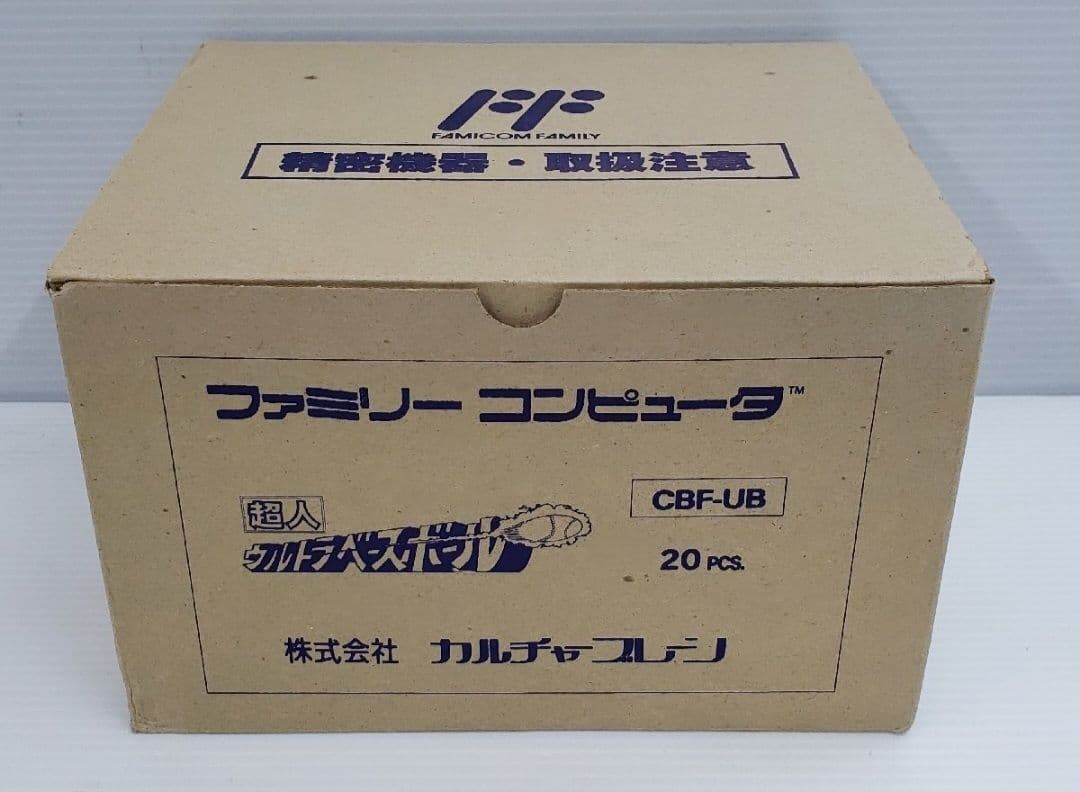 FF
FAMICOM FAMILY
精密機器・取扱注意
ファミリー コンピュータ™
超人
ウルトラベースボール
CBF-UB
20 PCS.
株式会社 カルチャーブレーン